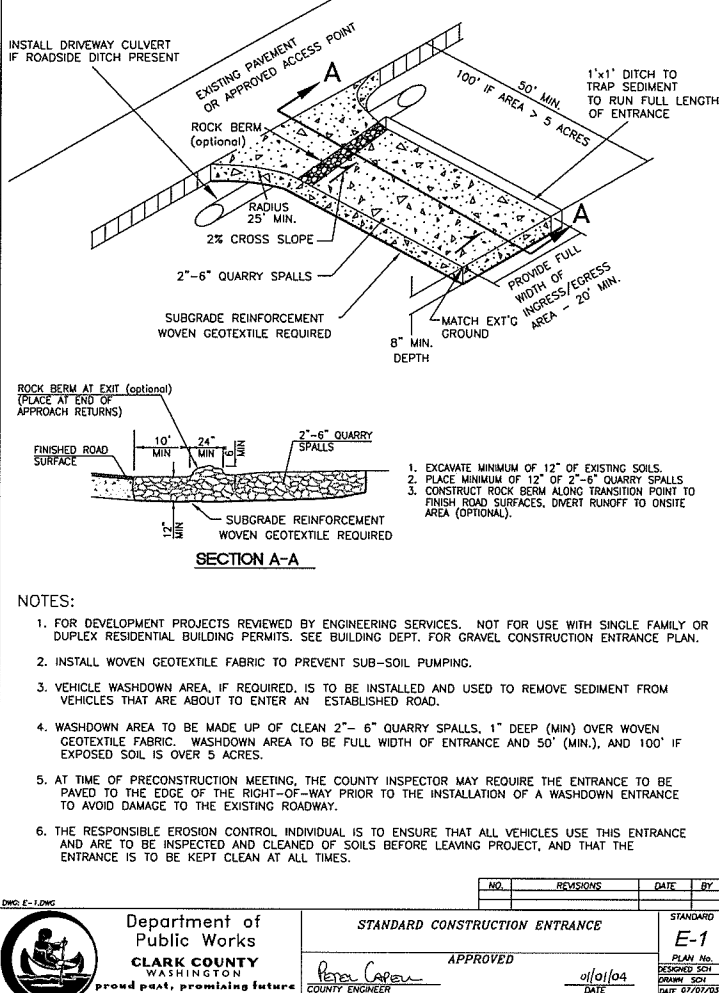 INSTALL DRIVEWAY CULVERT
IF ROADSIDE DITCH PRESENT
EXISTING PAVEMENT
OR APPROVED ACCESS POINT
A
50' MIN.
100' IF AREA > 5 ACRES
1'x1' DITCH TO
TRAP SEDIMENT
TO RUN FULL LENGTH
OF ENTRANCE
ROCK BERM
(optional)
RADIUS
25' MIN.
2% CROSS SLOPE
A
2"-6" QUARRY SPALLS
PROVIDE FULL
WIDTH OF
INGRESS/EGRESS
AREA - 20' MIN.
SUBGRADE REINFORCEMENT
WOVEN GEOTEXTILE REQUIRED
MATCH EXT'G
GROUND
8" MIN.
DEPTH
ROCK BERM AT EXIT (optional)
(PLACE AT END OF
APPROACH RETURNS)
FINISHED ROAD
SURFACE
10'
MIN
24"
MIN
6
MIN
2"-6" QUARRY
SPALLS
12"
MIN
SUBGRADE REINFORCEMENT
WOVEN GEOTEXTILE REQUIRED
SECTION A-A
1. EXCAVATE MINIMUM OF 12" OF EXISTING SOILS.
2. PLACE MINIMUM OF 12" OF 2"-6" QUARRY SPALLS
3. CONSTRUCT ROCK BERM ALONG TRANSITION POINT TO
FINISH ROAD SURFACES, DIVERT RUNOFF TO ONSITE
AREA (OPTIONAL).
NOTES:
1. FOR DEVELOPMENT PROJECTS REVIEWED BY ENGINEERING SERVICES. NOT FOR USE WITH SINGLE FAMILY OR
DUPLEX RESIDENTIAL BUILDING PERMITS. SEE BUILDING DEPT. FOR GRAVEL CONSTRUCTION ENTRANCE PLAN.
2. INSTALL WOVEN GEOTEXTILE FABRIC TO PREVENT SUB-SOIL PUMPING.
3. VEHICLE WASHDOWN AREA, IF REQUIRED, IS TO BE INSTALLED AND USED TO REMOVE SEDIMENT FROM
VEHICLES THAT ARE ABOUT TO ENTER AN ESTABLISHED ROAD.
4. WASHDOWN AREA TO BE MADE UP OF CLEAN 2"- 6" QUARRY SPALLS, 1" DEEP (MIN) OVER WOVEN
GEOTEXTILE FABRIC. WASHDOWN AREA TO BE FULL WIDTH OF ENTRANCE AND 50' (MIN.), AND 100' IF
EXPOSED SOIL IS OVER 5 ACRES.
5. AT TIME OF PRECONSTRUCTION MEETING, THE COUNTY INSPECTOR MAY REQUIRE THE ENTRANCE TO BE
PAVED TO THE EDGE OF THE RIGHT-OF-WAY PRIOR TO THE INSTALLATION OF A WASHDOWN ENTRANCE
TO AVOID DAMAGE TO THE EXISTING ROADWAY.
6. THE RESPONSIBLE EROSION CONTROL INDIVIDUAL IS TO ENSURE THAT ALL VEHICLES USE THIS ENTRANCE
AND ARE TO BE INSPECTED AND CLEANED OF SOILS BEFORE LEAVING PROJECT, AND THAT THE
ENTRANCE IS TO BE KEPT CLEAN AT ALL TIMES.
NO. REVISIONS DATE BY
DWG: E-1.DWG
Department of
Public Works
CLARK COUNTY
WASHINGTON
proud past, promising future
STANDARD CONSTRUCTION ENTRANCE
APPROVED
Peter Capell
COUNTY ENGINEER
01/01/04
DATE
STANDARD
E-1
PLAN No.
DESIGNED SCH
DRAWN SCH
DATE 07/07/03